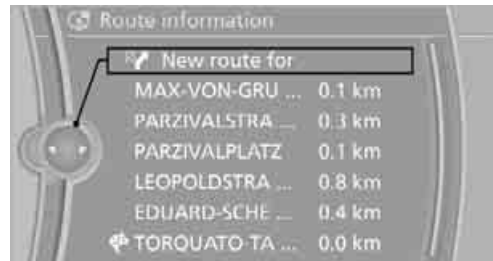 Route information
New route for
MAX-VON-GRU ... 0.1 km
PARZIVALSTRA ... 0.3 km
PARZIVALPLATZ 0.1 km
LEOPOLDSTRA ... 0.8 km
EDUARD-SCHE ... 0.4 km
TORQUATO-TA ... 0.0 km